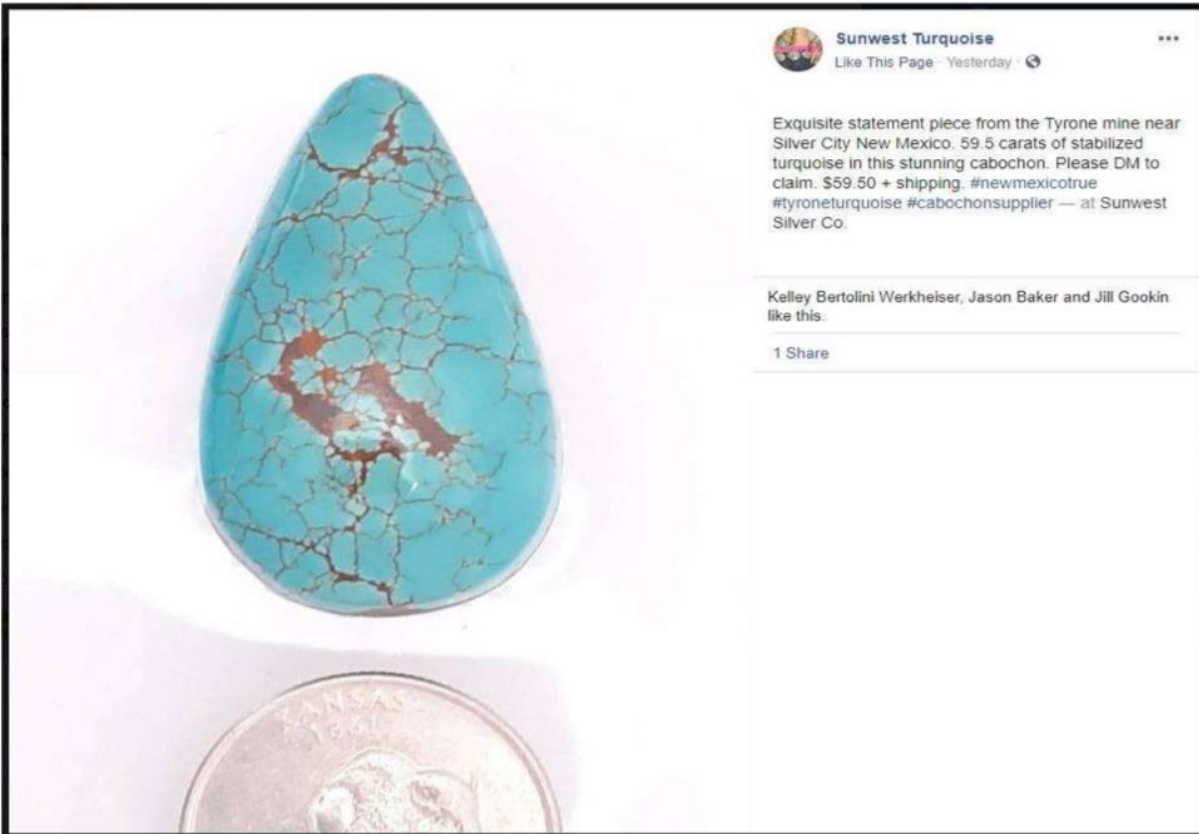 Sunwest Turquoise
Like This Page · Yesterday ·
Exquisite statement piece from the Tyrone mine near
Silver City New Mexico. 59.5 carats of stabilized
turquoise in this stunning cabochon. Please DM to
claim. $59.50 + shipping. #newmexicotrue
#tyroneturquoise #cabochonsupplier — at Sunwest
Silver Co.
Kelley Bertolini Werkheiser, Jason Baker and Jill Gookin
like this.
1 Share
KANSAS
1861